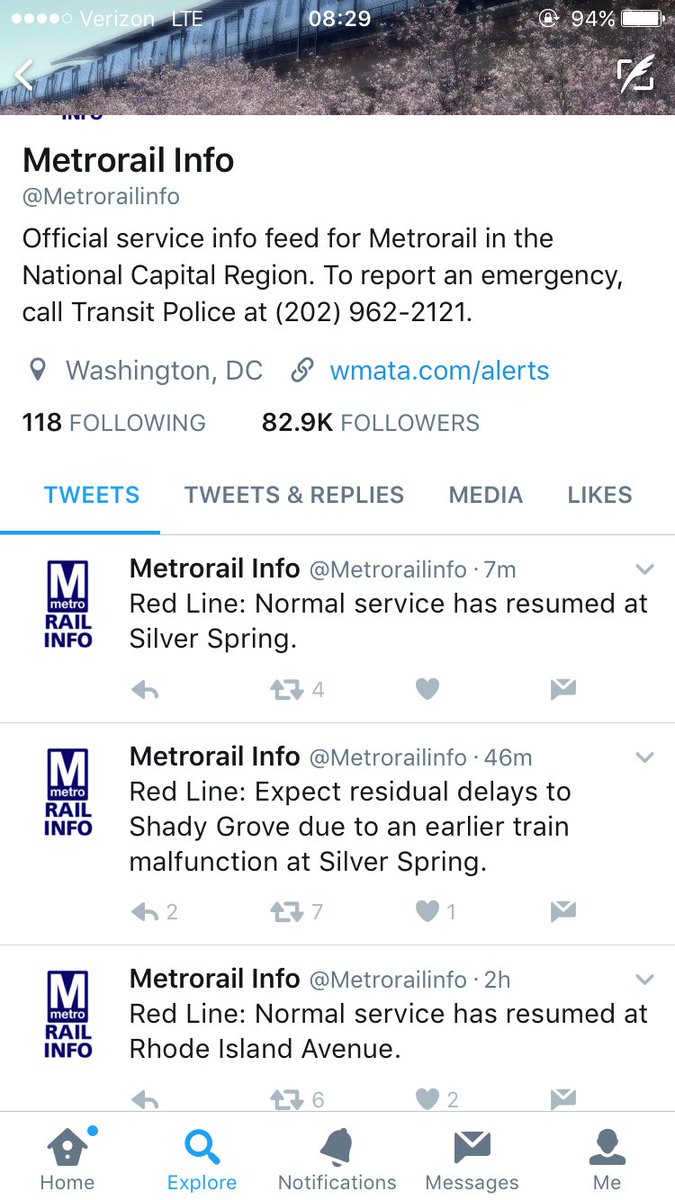 Verizon LTE 08:29 94%
INFO
Metrorail Info
@Metrorailinfo
Official service info feed for Metrorail in the
National Capital Region. To report an emergency,
call Transit Police at (202) 962-2121.
Washington, DC wmata.com/alerts
118 FOLLOWING 82.9K FOLLOWERS
TWEETS TWEETS & REPLIES MEDIA LIKES
M
metro
RAIL
INFO
Metrorail Info @Metrorailinfo · 7m
Red Line: Normal service has resumed at
Silver Spring.
4
M
metro
RAIL
INFO
Metrorail Info @Metrorailinfo · 46m
Red Line: Expect residual delays to
Shady Grove due to an earlier train
malfunction at Silver Spring.
2 7 1
M
metro
RAIL
INFO
Metrorail Info @Metrorailinfo · 2h
Red Line: Normal service has resumed at
Rhode Island Avenue.
6 2
Home Explore Notifications Messages Me